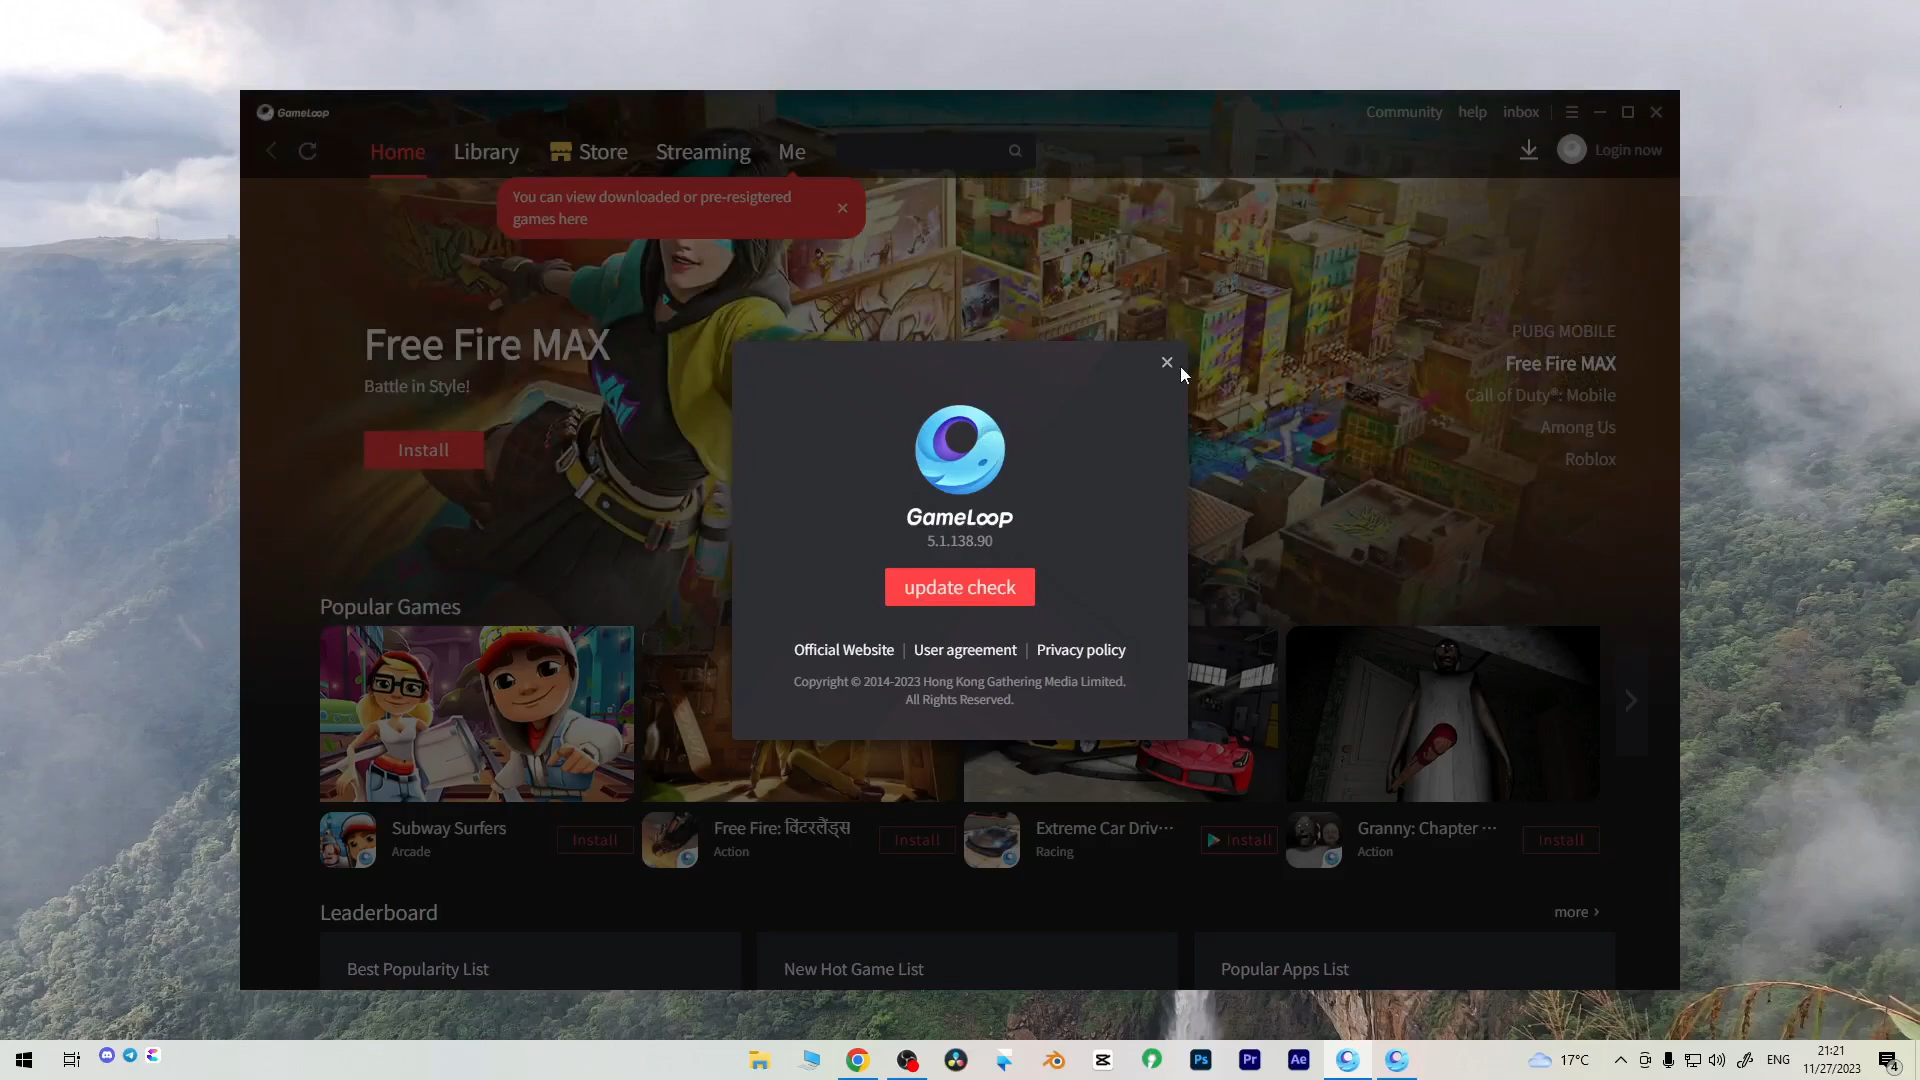 GameLoop
Community help inbox
Home Library Store Streaming Me
Login now
You can view downloaded or pre-resigtered
games here
Free Fire MAX
Battle in Style!
Install
PUBG MOBILE
Free Fire MAX
Call of Duty®: Mobile
Among Us
Roblox
GameLoop
5.1.138.90
update check
Official Website | User agreement | Privacy policy
Copyright © 2014-2023 Hong Kong Gathering Media Limited.
All Rights Reserved.
Popular Games
Subway Surfers
Arcade
Install
Free Fire: विंटरलैंड्स
Action
Install
Extreme Car Driv···
Racing
Install
Granny: Chapter ···
Action
Install
Leaderboard
more
Best Popularity List
New Hot Game List
Popular Apps List
Ps
Pr
Ae
17°C
ENG
21:21
11/27/2023
4